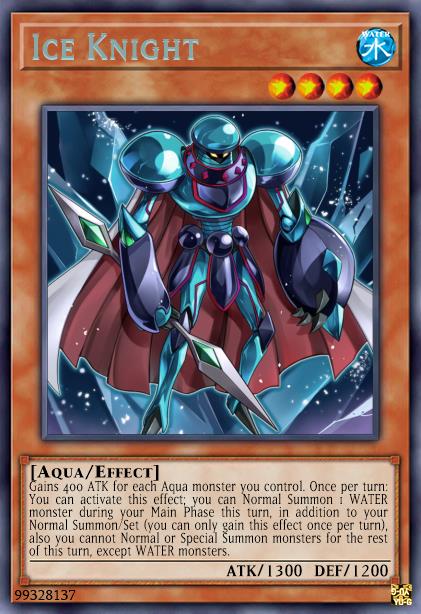 Ice Knight
WATER
水
[Aqua/Effect]
Gains 400 ATK for each Aqua monster you control. Once per turn:
You can activate this effect; you can Normal Summon 1 WATER
monster during your Main Phase this turn, in addition to your
Normal Summon/Set (you can only gain this effect once per turn),
also you cannot Normal or Special Summon monsters for the rest
of this turn, except WATER monsters.
ATK/1300 DEF/1200
99328137